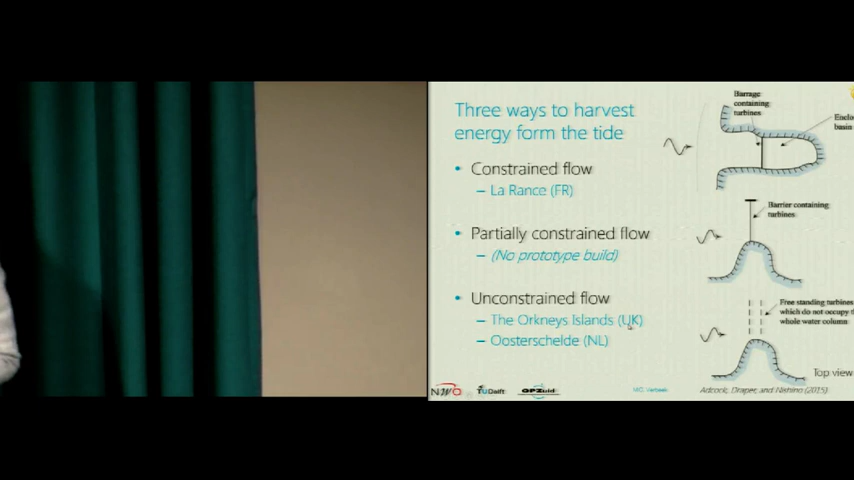 Three ways to harvest
energy form the tide
• Constrained flow
– La Rance (FR)
• Partially constrained flow
– (No prototype build)
• Unconstrained flow
– The Orkneys Islands (UK)
– Oosterschelde (NL)
Barrage
containing
turbines
Enclo
basin
Barrier containing
turbines
Free standing turbines
which do not occupy t
whole water column
Top view
NWO
TUDelft
OPZuid
Adcock, Draper, and Nishino (2015)